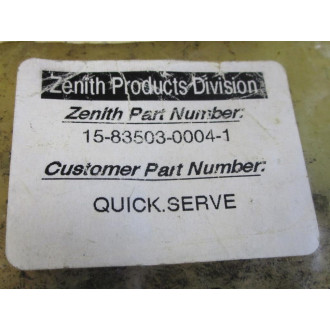 Zenith Products Division
Zenith Part Number:
15-83503-0004-1
Customer Part Number:
QUICK.SERVE